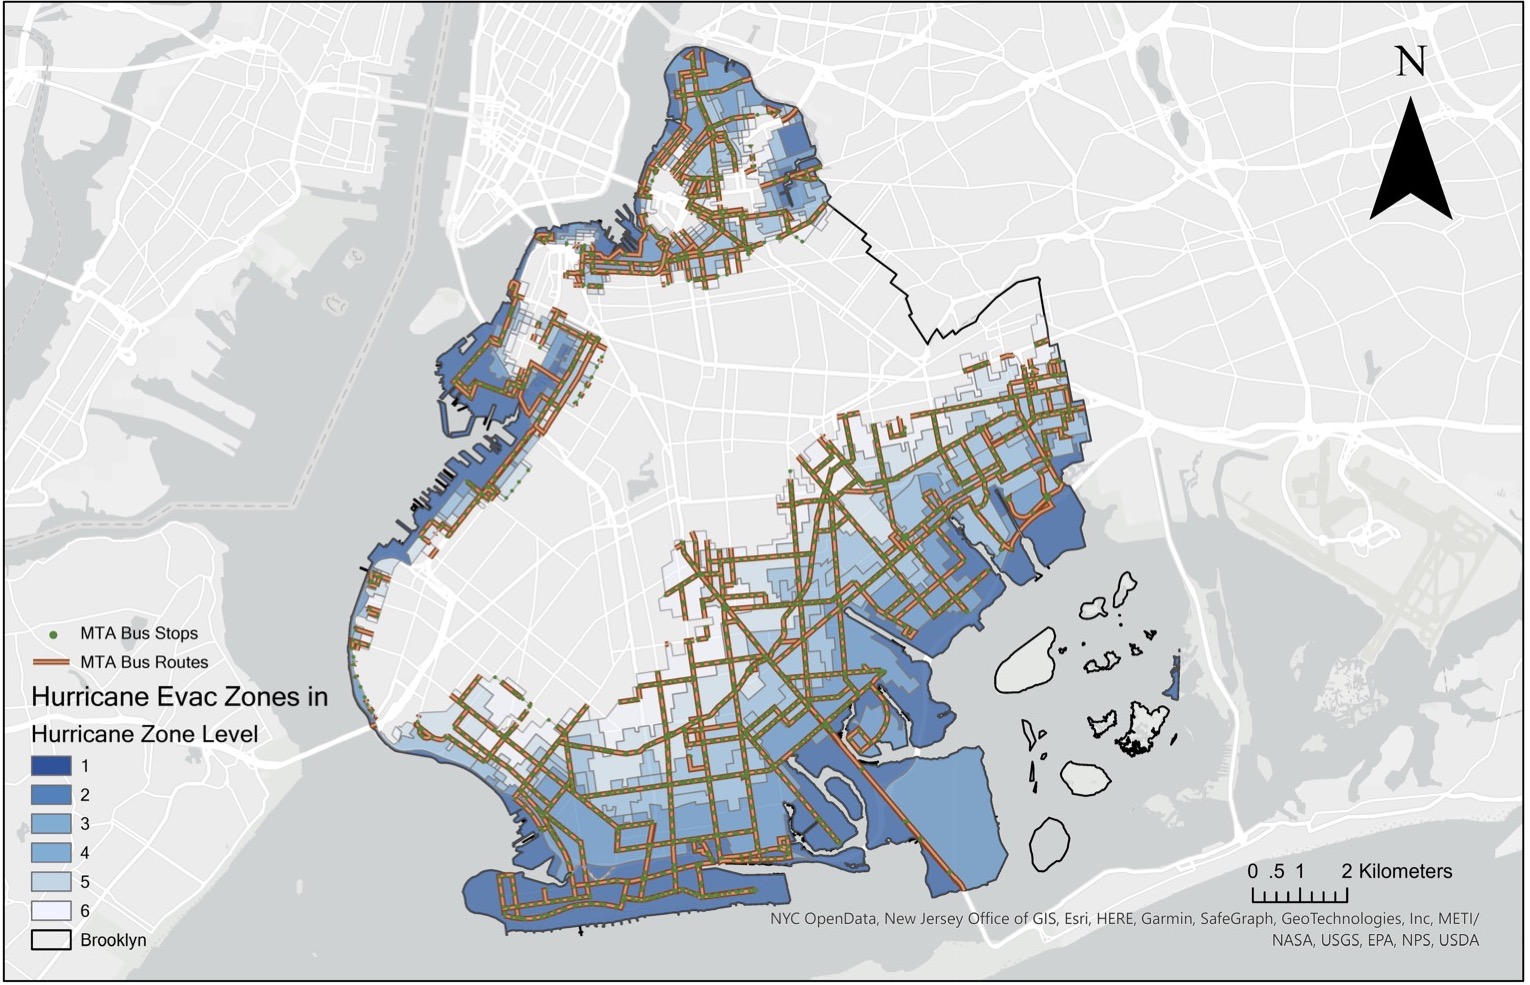 N
MTA Bus Stops
MTA Bus Routes
Hurricane Evac Zones in
Hurricane Zone Level
1
2
3
4
5
6
Brooklyn
0 .5 1 2 Kilometers
NYC OpenData, New Jersey Office of GIS, Esri, HERE, Garmin, SafeGraph, GeoTechnologies, Inc, METI/
NASA, USGS, EPA, NPS, USDA